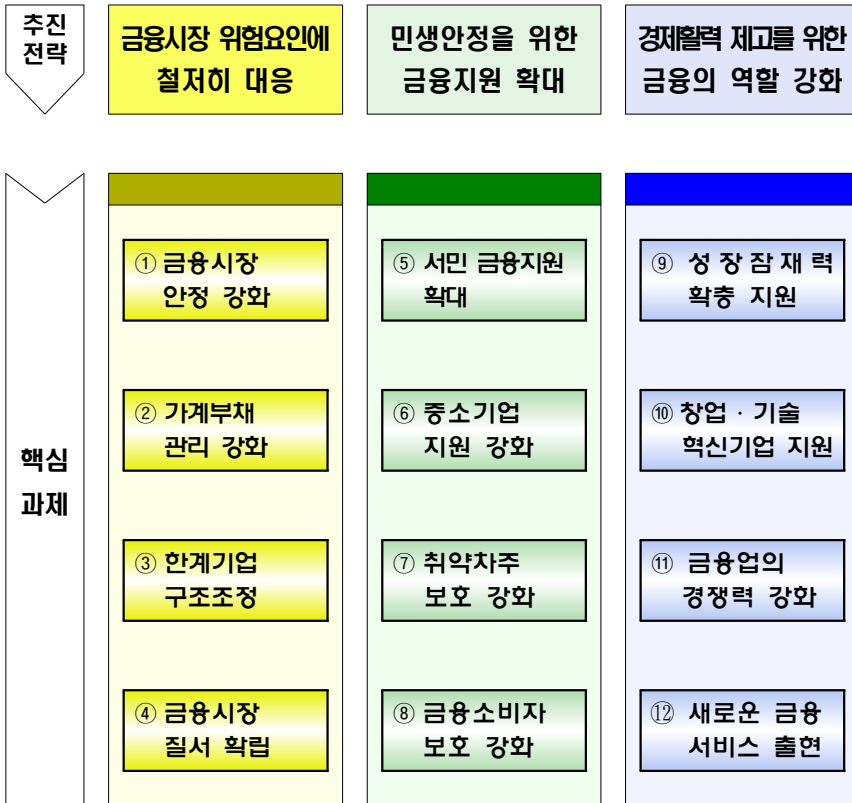 추진
전략
금융시장 위험요인에
철저히 대응
민생안정을 위한
금융지원 확대
경제활력 제고를 위한
금융의 역할 강화
핵심
과제
① 금융시장
안정 강화
② 가계부채
관리 강화
③ 한계기업
구조조정
④ 금융시장
질서 확립
⑤ 서민 금융지원
확대
⑥ 중소기업
지원 강화
⑦ 취약차주
보호 강화
⑧ 금융소비자
보호 강화
⑨ 성장잠재력
확충 지원
⑩ 창업 · 기술
혁신기업 지원
⑪ 금융업의
경쟁력 강화
⑫ 새로운 금융
서비스 출현